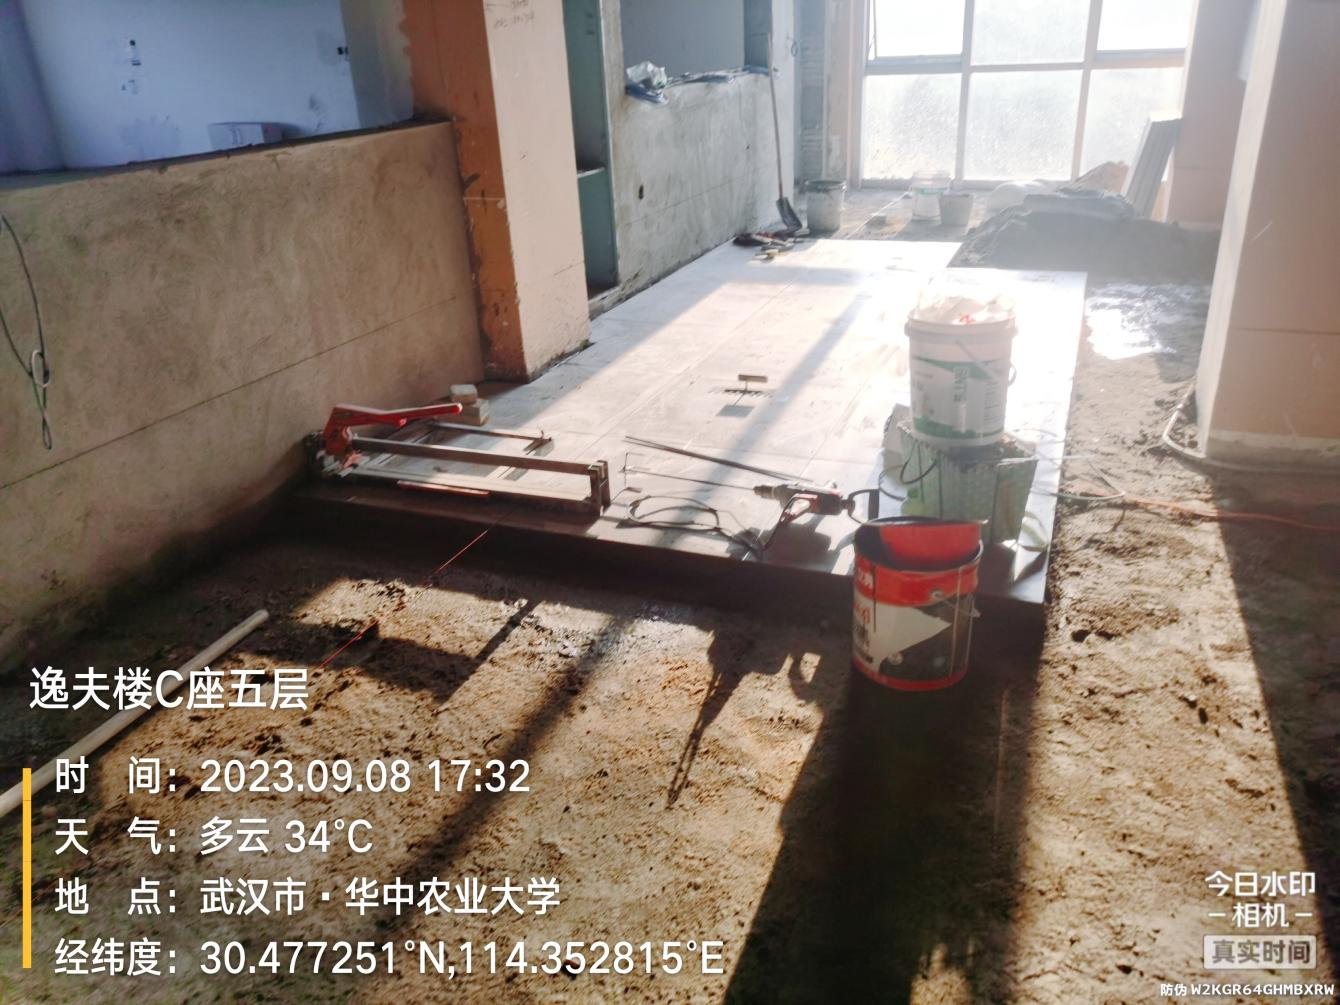 逸夫楼C座五层
时 间：2023.09.08 17:32
天 气：多云 34℃
地 点：武汉市·华中农业大学
经纬度：30.477251°N,114.352815°E
今日水印
-相机-
真实时间
防伪 W2KGR64GHMBXRW